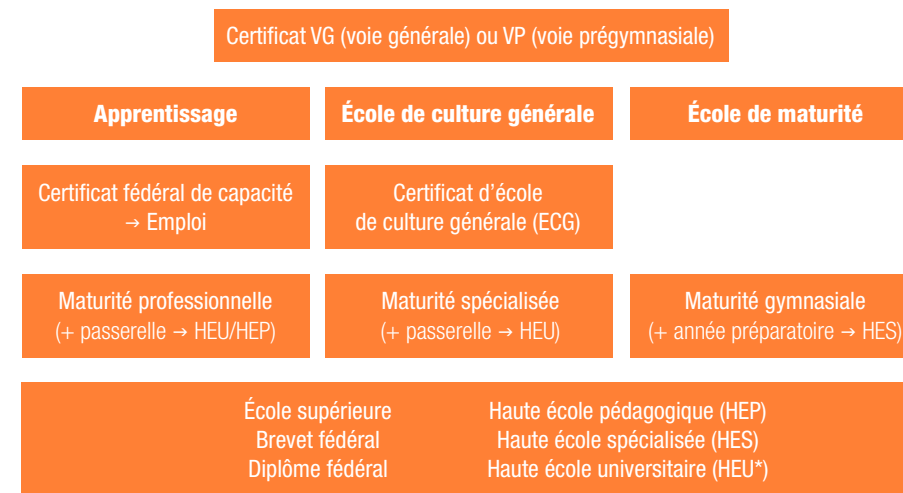 Certificat VG (voie générale) ou VP (voie prégymnasiale)
Apprentissage
École de culture générale
École de maturité
Certificat fédéral de capacité
→ Emploi
Certificat d'école
de culture générale (ECG)
Maturité professionnelle
(+ passerelle → HEU/HEP)
Maturité spécialisée
(+ passerelle → HEU)
Maturité gymnasiale
(+ année préparatoire → HES)
École supérieure
Brevet fédéral
Diplôme fédéral
Haute école pédagogique (HEP)
Haute école spécialisée (HES)
Haute école universitaire (HEU*)